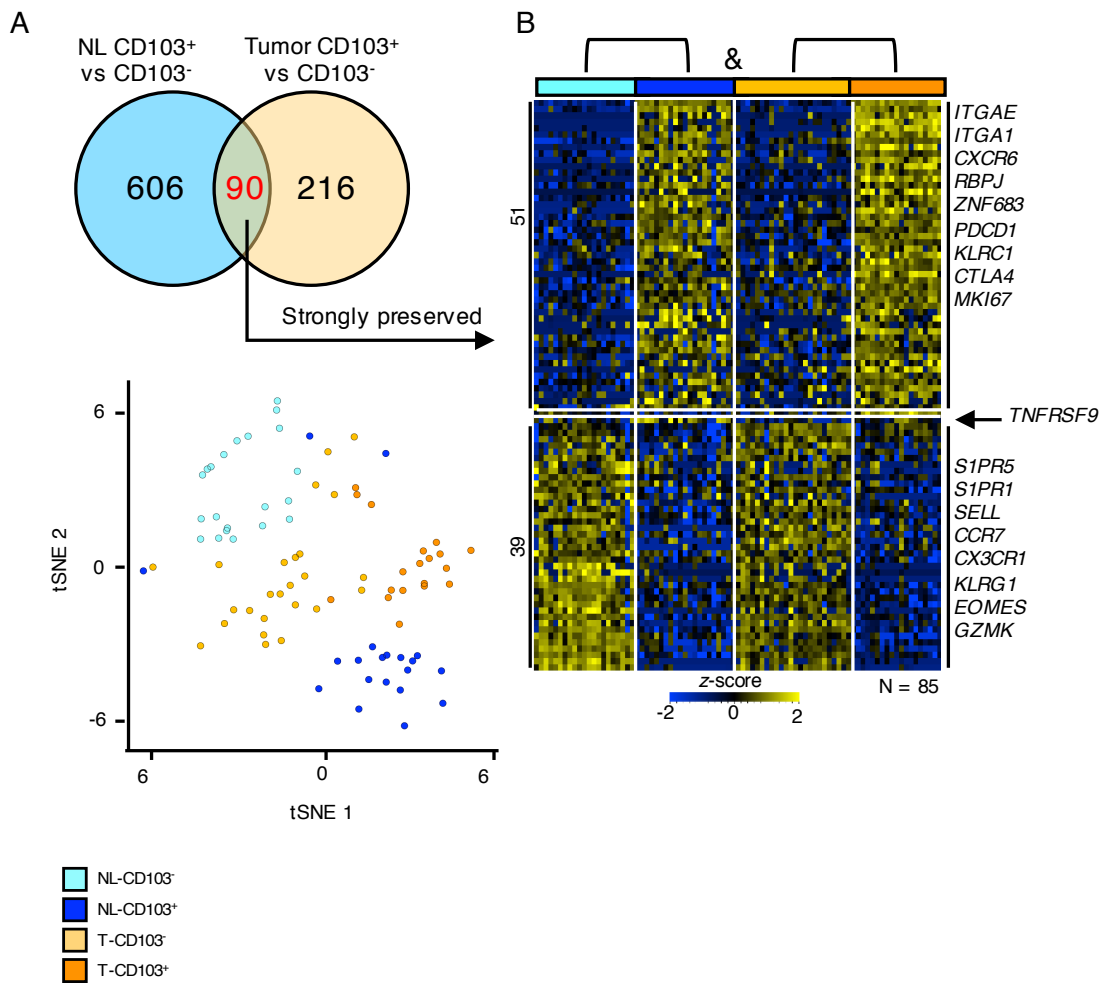 A
NL CD103⁺
vs CD103⁻
Tumor CD103⁺
vs CD103⁻
606
90
216
Strongly preserved
6
0
-6
tSNE 2
6
0
6
tSNE 1
NL-CD103⁻
NL-CD103⁺
T-CD103⁻
T-CD103⁺
B
&
51
ITGAE
ITGA1
CXCR6
RBPJ
ZNF683
PDCD1
KLRC1
CTLA4
MKI67
TNFRSF9
39
S1PR5
S1PR1
SELL
CCR7
CX3CR1
KLRG1
EOMES
GZMK
z-score
-2 0 2
N = 85